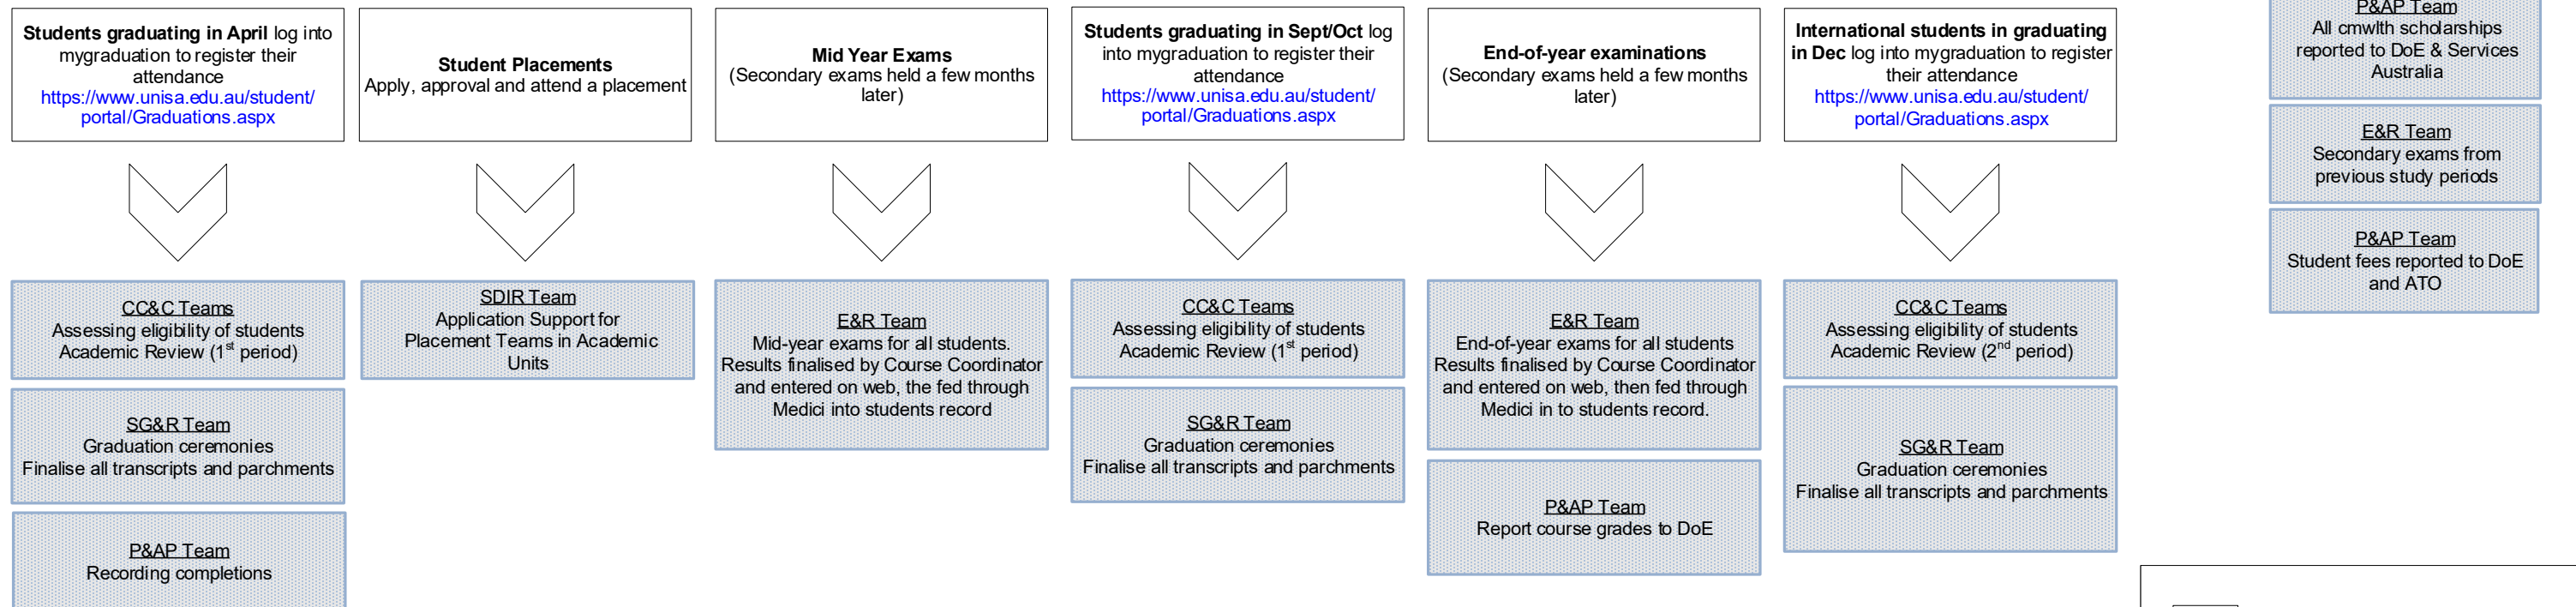 Students graduating in April log into
mygraduation to register their
attendance
https://www.unisa.edu.au/student/
portal/Graduations.aspx
Student Placements
Apply, approval and attend a placement
Mid Year Exams
(Secondary exams held a few months
later)
Students graduating in Sept/Oct log
into mygraduation to register their
attendance
https://www.unisa.edu.au/student/
portal/Graduations.aspx
End-of-year examinations
(Secondary exams held a few months
later)
International students in graduating
in Dec log into mygraduation to register
their attendance
https://www.unisa.edu.au/student/
portal/Graduations.aspx
P&AP Team
All cmwlth scholarships
reported to DoE & Services
Australia
E&R Team
Secondary exams from
previous study periods
P&AP Team
Student fees reported to DoE
and ATO
CC&C Teams
Assessing eligibility of students
Academic Review (1st period)
SG&R Team
Graduation ceremonies
Finalise all transcripts and parchments
P&AP Team
Recording completions
SDIR Team
Application Support for
Placement Teams in Academic
Units
E&R Team
Mid-year exams for all students.
Results finalised by Course Coordinator
and entered on web, the fed through
Medici into students record
CC&C Teams
Assessing eligibility of students
Academic Review (1st period)
SG&R Team
Graduation ceremonies
Finalise all transcripts and parchments
E&R Team
End-of-year exams for all students
Results finalised by Course Coordinator
and entered on web, then fed through
Medici in to students record.
P&AP Team
Report course grades to DoE
CC&C Teams
Assessing eligibility of students
Academic Review (2nd period)
SG&R Team
Graduation ceremonies
Finalise all transcripts and parchments